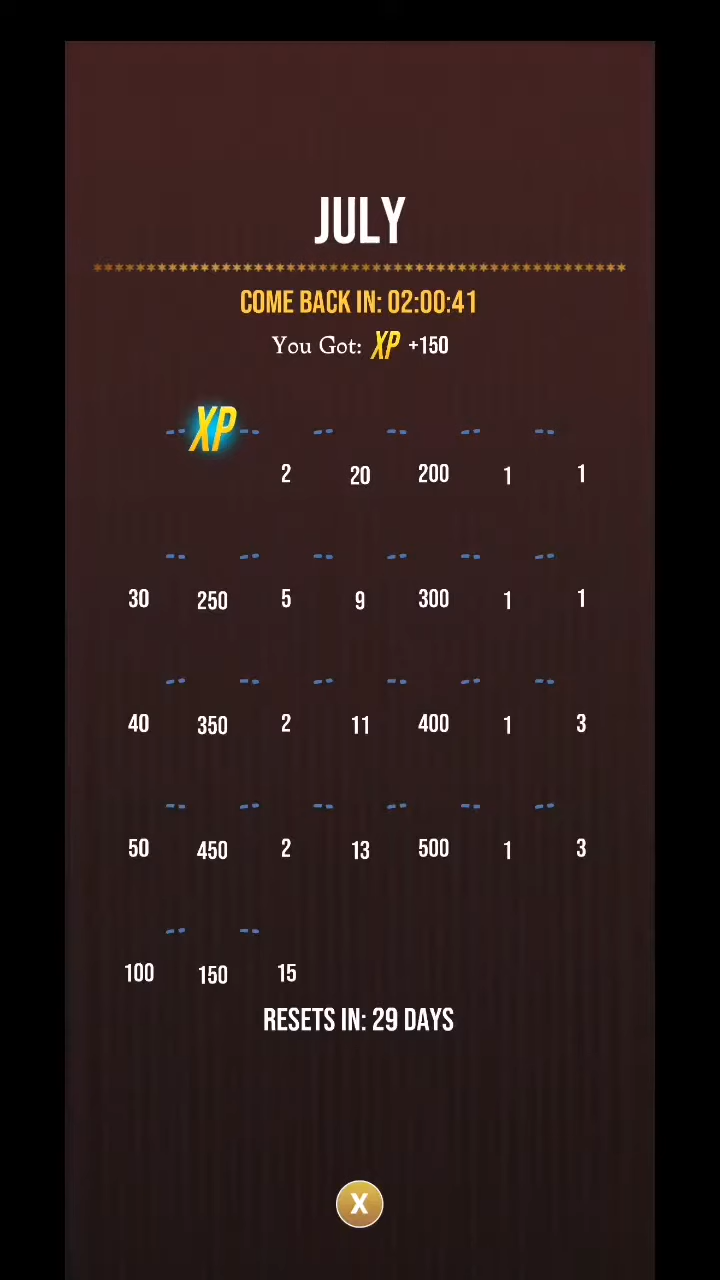 JULY
COME BACK IN: 02:00:41
You Got: XP +150
XP
2 20 200 1 1
30 250 5 9 300 1 1
40 350 2 11 400 1 3
50 450 2 13 500 1 3
100 150 15
RESETS IN: 29 DAYS
X